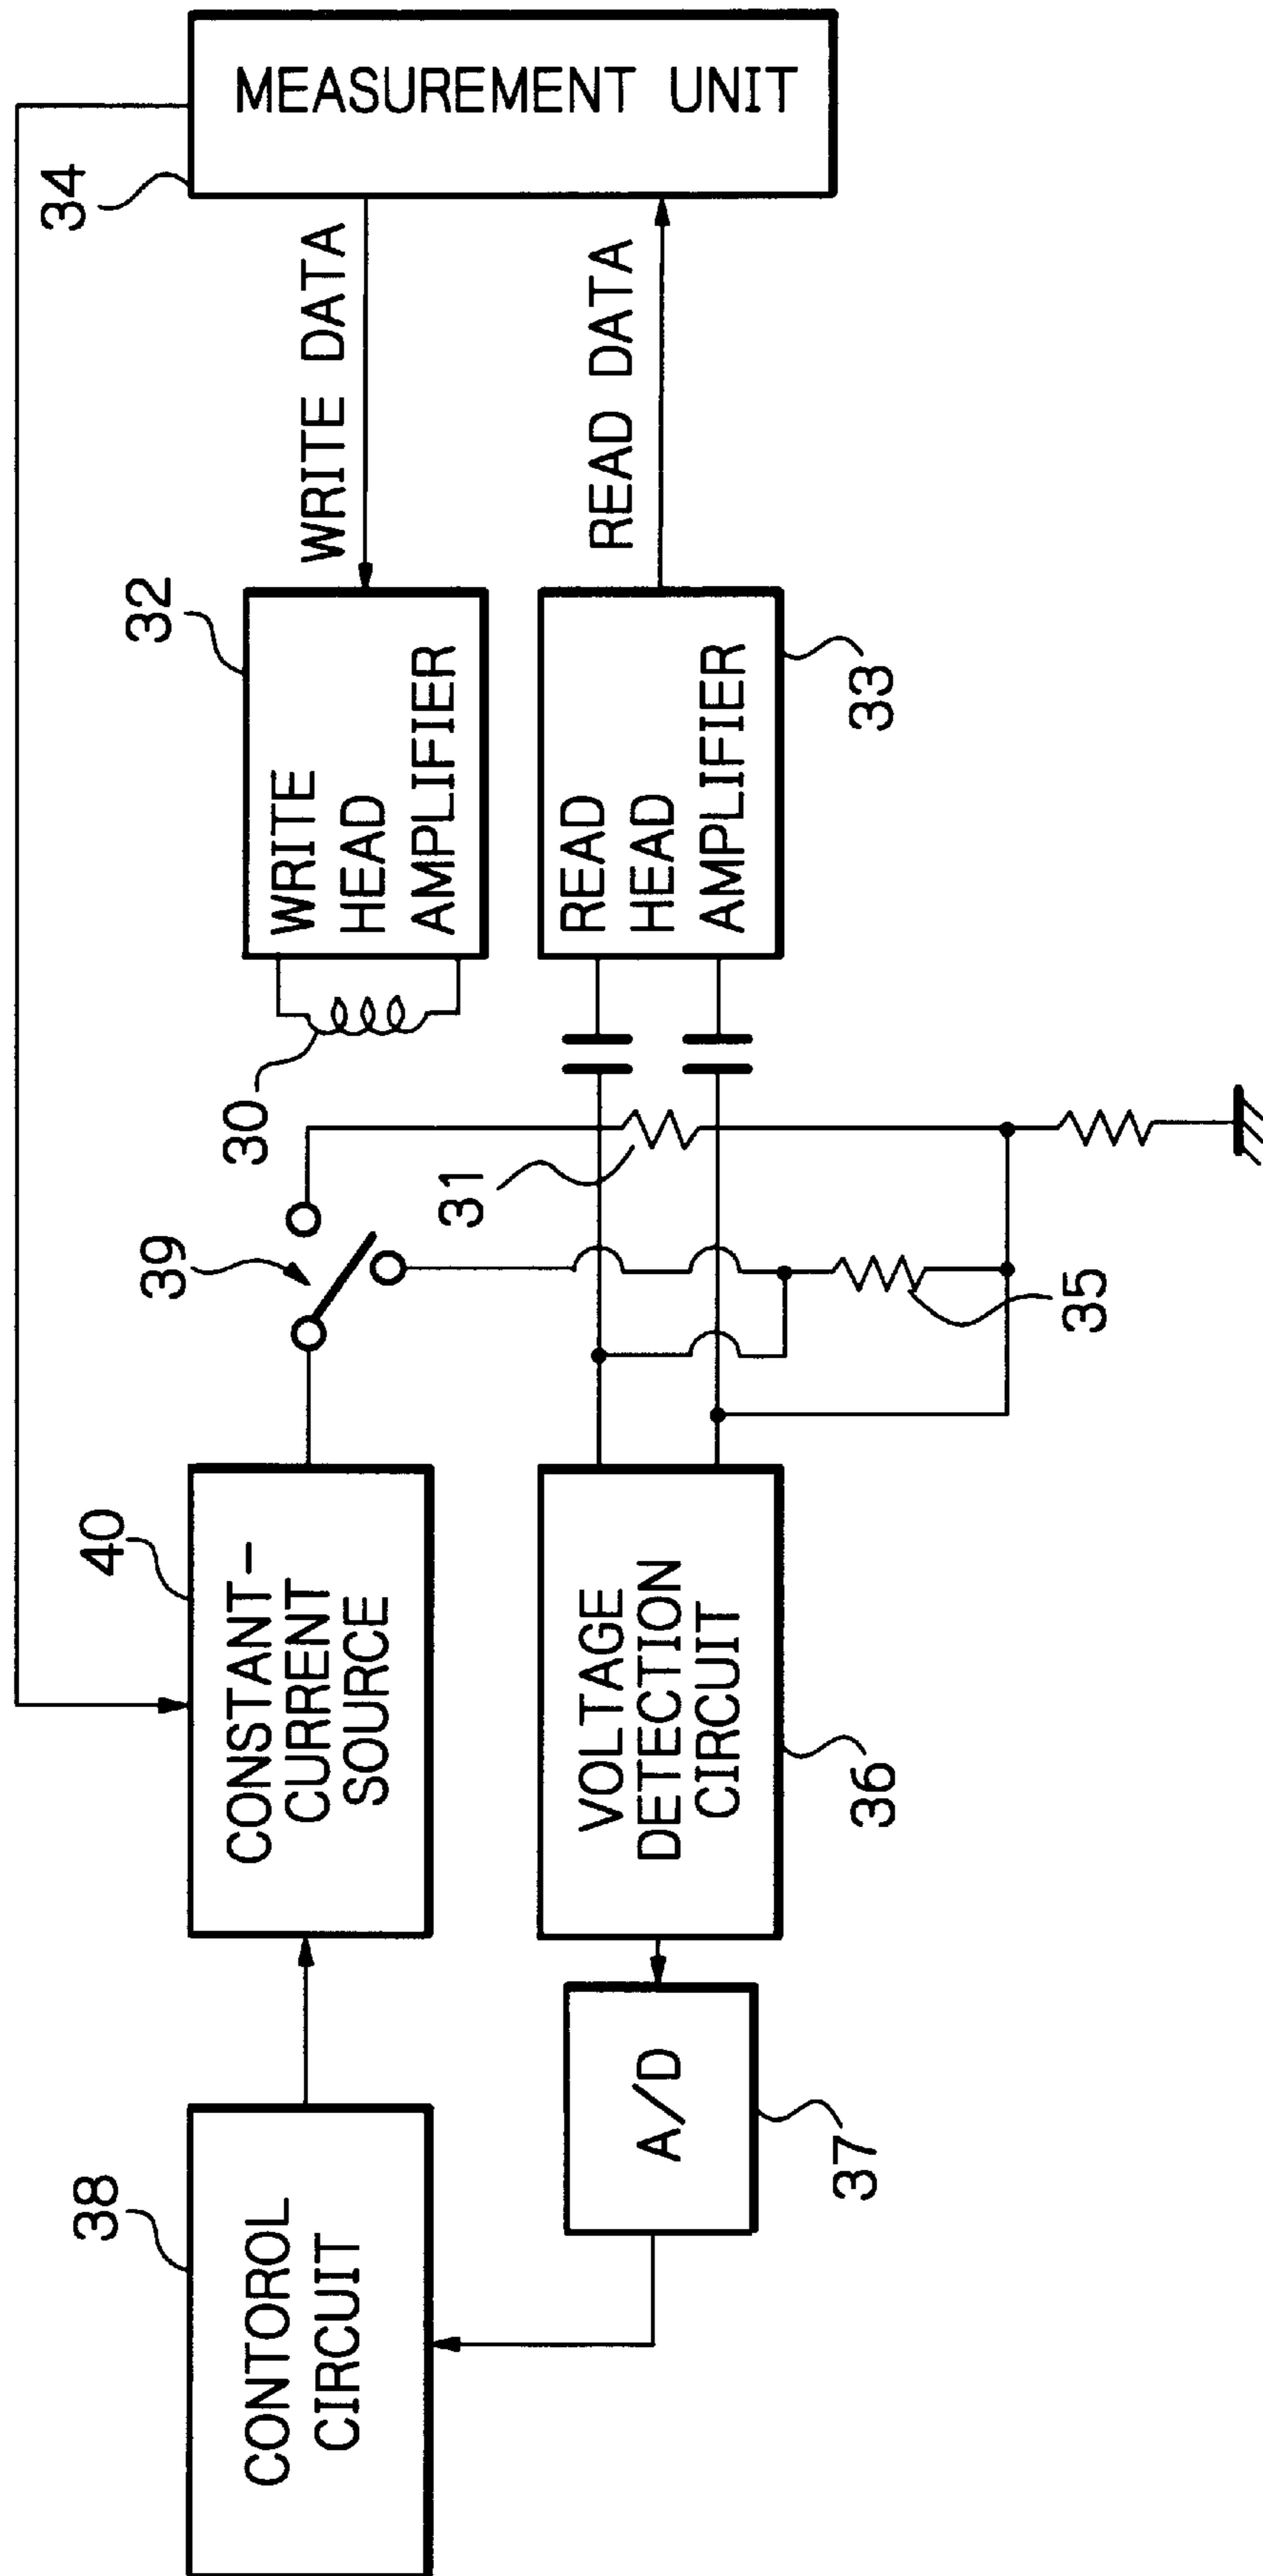 MEASUREMENT UNIT
34
WRITE DATA
READ DATA
32
WRITE
HEAD
AMPLIFIER
READ
HEAD
AMPLIFIER
33
30
31
39
35
40
CONSTANT-
CURRENT
SOURCE
VOLTAGE
DETECTION
CIRCUIT
36
A/D
37
38
CONTOROL
CIRCUIT